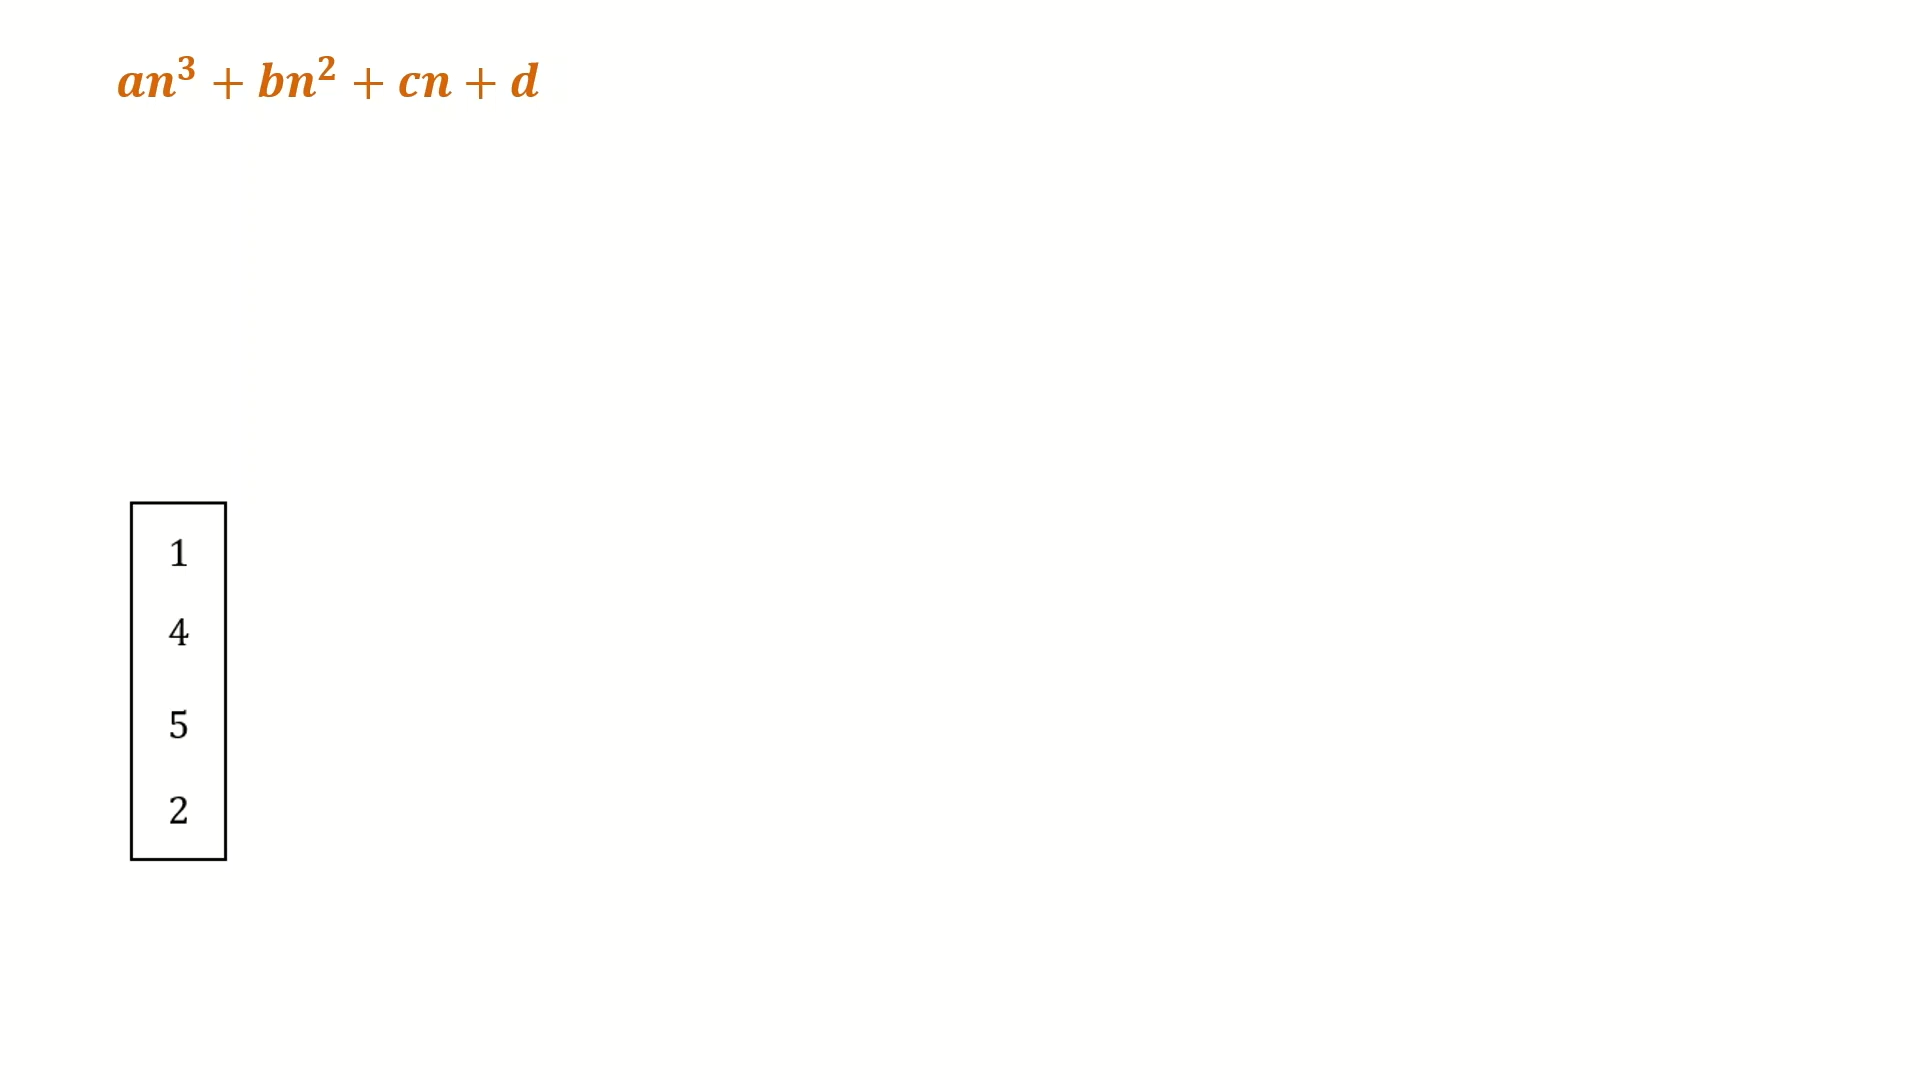 an³ + bn² + cn + d
1
4
5
2